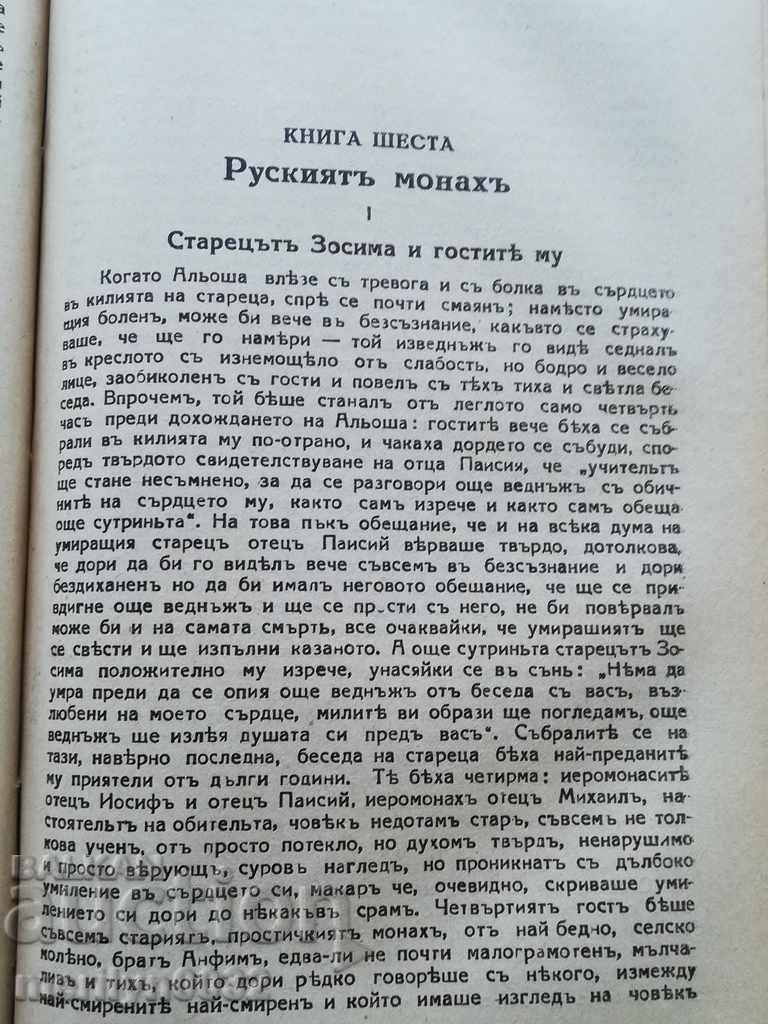 КНИГА ШЕСТА
Рускиятъ монахъ
I
Старецътъ Зосима и гоститѣ му
Когато Альоша влѣзе съ тревога и съ болка въ сърдцето
въ килията на стареца, спрѣ се почти смаянъ; намѣсто умира
щия боленъ, може би вече въ безсъзнание, какъвто се страху-
ваше, че ще го намѣри — той изведнъжъ го видѣ седналъ
въ креслото съ изнемощѣло отъ слабость, но бодро и весело
лице, заобиколенъ съ гости и повелъ съ тѣхъ тиха и свѣтла бе-
седа. Впрочемъ, той бѣше станалъ отъ леглото само четвърть
часъ преди дохождането на Альоша: гоститѣ вече бѣха се съб-
рали въ килията му по-отрано, и чакаха дордето се събуди, спо-
редъ твърдото свидетелствуване на отца Паисия, че „учительтъ
ще стане несъмнено, за да се разговори още веднъжъ съ обич-
нитѣ на сърдцето му, както самъ изрече и както самъ обеща
още сутриньта“. На това пъкъ обещание, че и на всѣка дума на
умиращия старецъ отецъ Паисий вѣрваше твърдо, дотолкова,
че дори да би го видѣлъ вече съвсемъ въ безсъзнание и дори
бездиханенъ но да би ималъ неговото обещание, че ще се при-
вдигне още веднъжъ и ще се прости съ него, не би повѣрвалъ
може би и на самата смърть, все очаквайки, че умирашиятъ ще
се свѣсти и ще изпълни казаното. А още сутриньта старецътъ Зо-
сима положително му изрече, унасяйки се въ сънь: „Нѣма да
умра преди да се опия още веднъжъ отъ беседа съ васъ, въз-
любени на моето сърдце, милитѣ ви образи ще погледамъ, още
веднъжъ ше излѣя душата си предъ васъ“. Събралитѣ се на
тази, навѣрно последна, беседа на стареца бѣха най-преданитѣ
му приятели отъ дълги години. Тѣ бѣха четирма: иеромонаситѣ
отецъ Иосифъ и отецъ Паисий, иеромонахъ отецъ Михаилъ, на-
стоятельтъ на обительта, човѣкъ недотамъ старъ, съвсемъ не тол-
кова ученъ, отъ просто потекло, но духомъ твърдъ, ненарушимо
и просто вѣрующъ, суровъ нагледъ, но проникнатъ съ дълбоко
умиление въ сърдцето си, макаръ че, очевидно, скриваше уми-
лението си дори до нѣкакъвъ срамъ. Четвъртиятъ гостъ бѣше
съвсемъ стариятъ, простичкиятъ монахъ, отъ най бедно, селско
колѣно, братъ Анфимъ, едва-ли не почти малограмотенъ, мълча-
ливъ и тихъ, който дори рѣдко говорѣше съ нѣкого, измежду
най-смиренитѣ най-смиренъ и който имаше изгледъ на човѣкъ